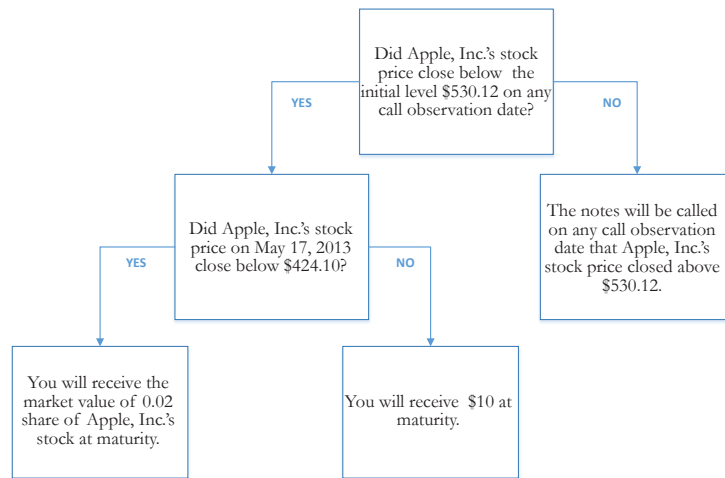 Did Apple, Inc.'s stock
price close below the
initial level $530.12 on any
call observation date?
YES
NO
Did Apple, Inc.'s stock
price on May 17, 2013
close below $424.10?
The notes will be called
on any call observation
date that Apple, Inc.'s
stock price closed above
$530.12.
YES
NO
You will receive the
market value of 0.02
share of Apple, Inc.'s
stock at maturity.
You will receive $10 at
maturity.